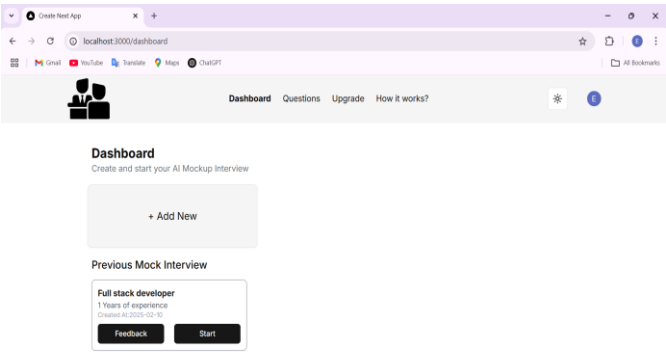 Create Next App
localhost:3000/dashboard
E
Gmail YouTube Translate Maps ChatGPT All Bookmarks
Dashboard Questions Upgrade How it works? E
Dashboard
Create and start your AI Mockup Interview
+ Add New
Previous Mock Interview
Full stack developer
1 Years of experience
Created At:2025-02-10
Feedback Start